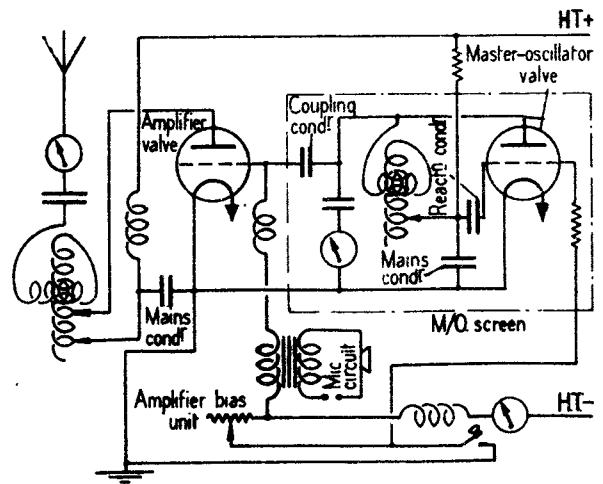 HT+
Master-oscillator
valve
Coupling
condr
Amplifier
valve
Reactn condr
Mains
condr
Mains
condr
M/O. screen
Mic
circuit
Amplifier bias
unit
HT-